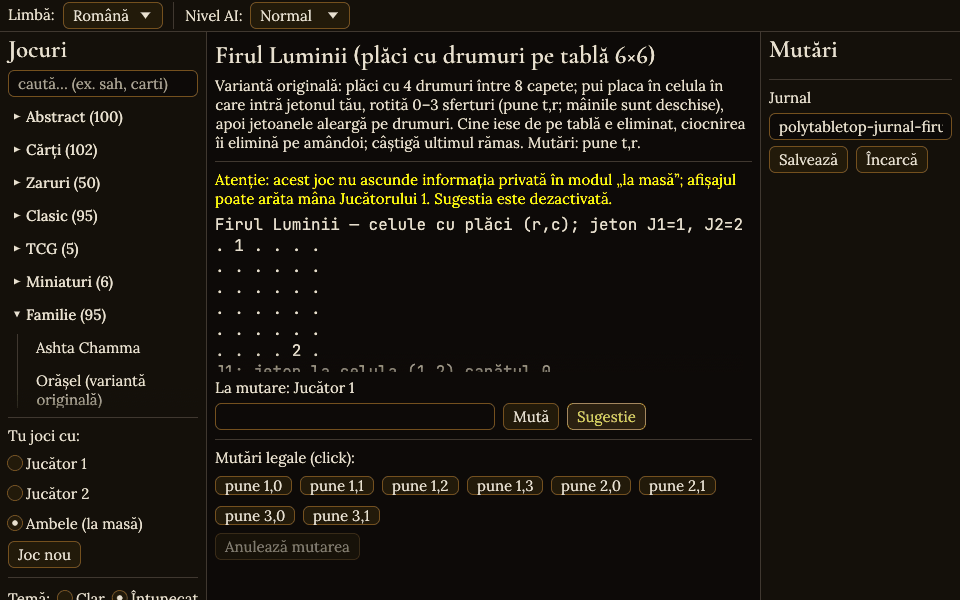 Limbă: Română ▼ Nivel AI: Normal ▼
Jocuri
caută... (ex. sah, carti)
▸ Abstract (100)
▸ Cărți (102)
▸ Zaruri (50)
▸ Clasic (95)
▸ TCG (5)
▸ Miniaturi (6)
▾ Familie (95)
Ashta Chamma
Orășel (variantă
originală)
Tu joci cu:
Jucător 1
Jucător 2
Ambele (la masă)
Joc nou
Temă: Clar Întunecat
Firul Luminii (plăci cu drumuri pe tablă 6×6)
Variantă originală: plăci cu 4 drumuri între 8 capete; pui placa în celula în
care intră jetonul tău, rotită 0–3 sferturi (pune t,r; mâinile sunt deschise),
apoi jetoanele aleargă pe drumuri. Cine iese de pe tablă e eliminat, ciocnirea
îi elimină pe amândoi; câștigă ultimul rămas. Mutări: pune t,r.
Atenție: acest joc nu ascunde informația privată în modul „la masă”; afișajul
poate arăta mâna Jucătorului 1. Sugestia este dezactivată.
Firul Luminii — celule cu plăci (r,c); jeton J1=1, J2=2
. 1 . . . .
. . . . . .
. . . . . .
. . . . . .
. . . . . .
. . . . 2 .
J1: jeton la celula (1,2) capătul 0
La mutare: Jucător 1
Mută Sugestie
Mutări legale (click):
pune 1,0 pune 1,1 pune 1,2 pune 1,3 pune 2,0 pune 2,1
pune 3,0 pune 3,1
Anulează mutarea
Mutări
Jurnal
polytabletop-jurnal-firu
Salvează Încarcă